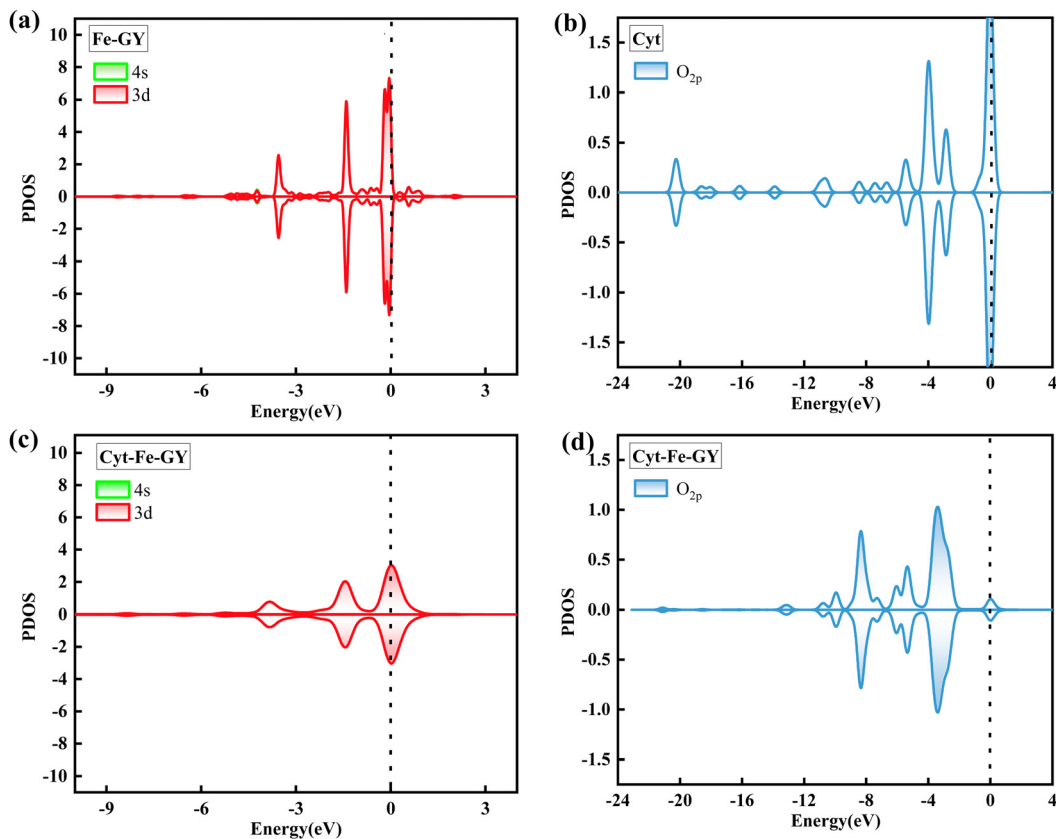 (a)
Fe-GY
4s
3d
PDOS
10
8
6
4
2
0
-2
-4
-6
-8
-10
-9
-6
-3
0
3
Energy(eV)
(b)
Cyt
O2p
PDOS
1.5
1.0
0.5
0.0
0.5
-1.0
-1.5
-24
-20
-16
-12
-8
-4
0
4
Energy(eV)
(c)
Cyt-Fe-GY
4s
3d
PDOS
10
8
6
4
2
0
-2
-4
-6
-8
-10
-9
-6
-3
0
3
Energy(eV)
(d)
Cyt-Fe-GY
O2p
PDOS
1.5
1.0
0.5
0.0
-0.5
-1.0
-1.5
-24
-20
-16
-12
-8
-4
0
4
Energy(eV)